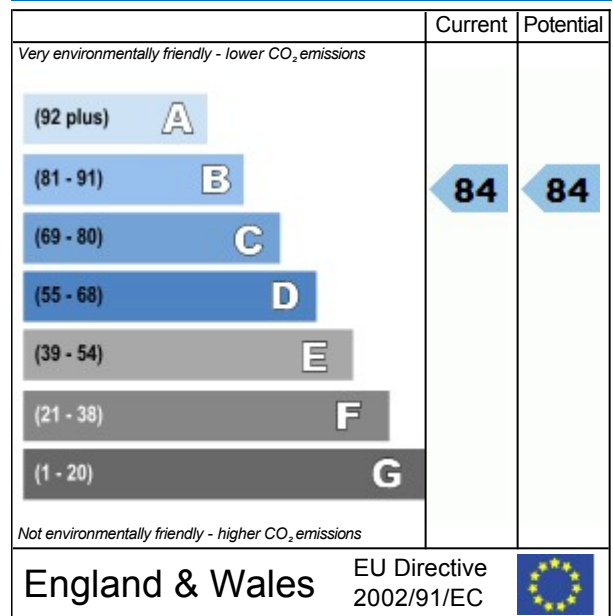 Current Potential
Very environmentally friendly - lower CO₂ emissions
(92 plus) A
(81 - 91) B
84 84
(69 - 80) C
(55 - 68) D
(39 - 54) E
(21 - 38) F
(1 - 20) G
Not environmentally friendly - higher CO₂ emissions
England & Wales
EU Directive
2002/91/EC